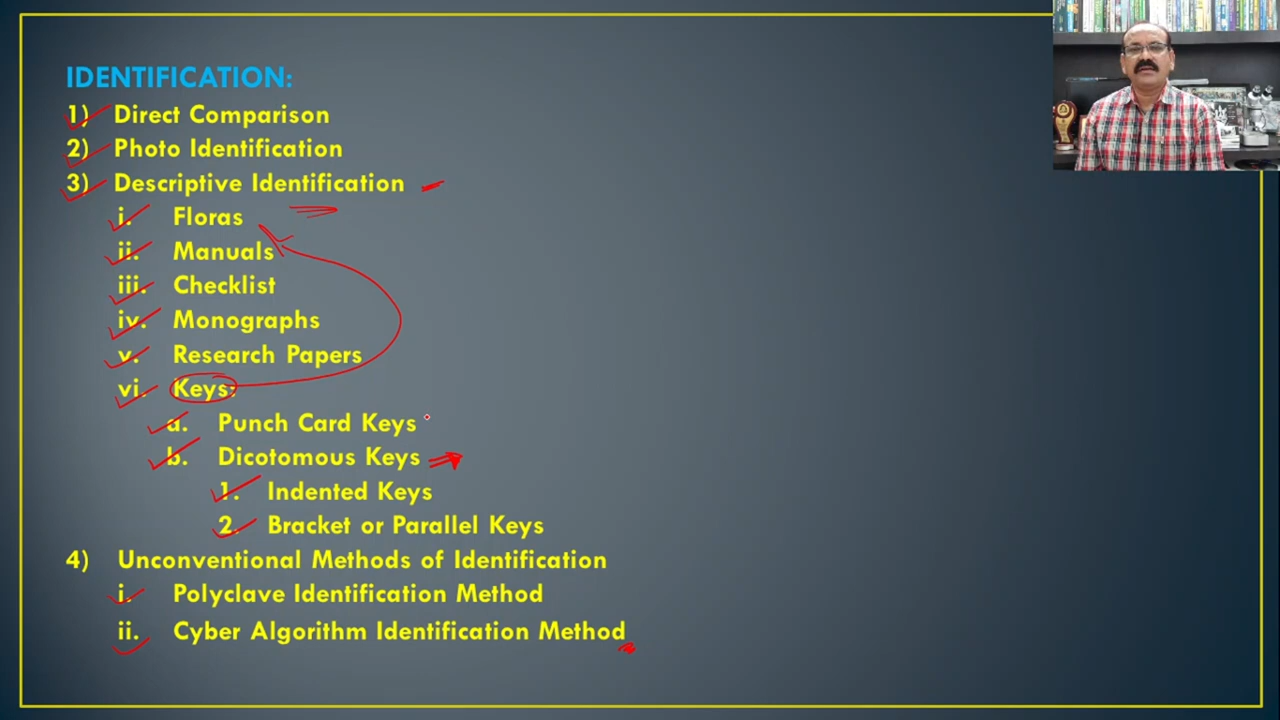 IDENTIFICATION:
1) Direct Comparison
2) Photo Identification
3) Descriptive Identification
i. Floras
ii. Manuals
iii. Checklist
iv. Monographs
v. Research Papers
vi. Keys:
a. Punch Card Keys
b. Dicotomous Keys
1. Indented Keys
2. Bracket or Parallel Keys
4) Unconventional Methods of Identification
i. Polyclave Identification Method
ii. Cyber Algorithm Identification Method